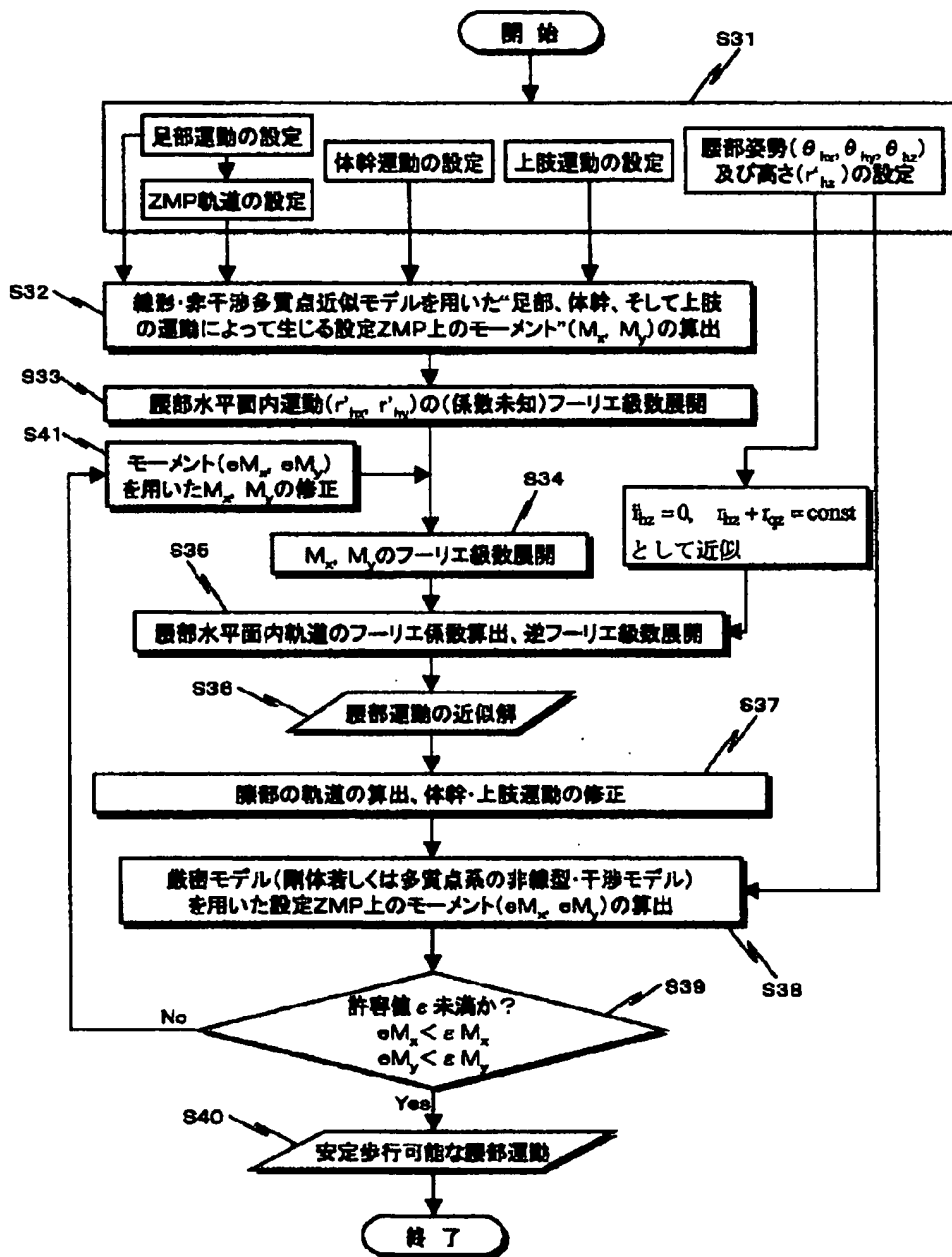 開 始
S31
足部運動の設定
ZMP軌道の設定
体幹運動の設定
上肢運動の設定
腰部姿勢(θhx, θhy, θhz)
及び高さ(r'hz)の設定
S32
線形・非干渉多質点近似モデルを用いた“足部、体幹、そして上肢
の運動によって生じる設定ZMP上のモーメント”(Mx, My)の算出
S33
腰部水平面内運動(r'hx, r'hy)の(係数未知)フーリエ級数展開
S41
モーメント(eMx, eMy)
を用いたMx, Myの修正
S34
Mx, Myのフーリエ級数展開
r̈hz = 0, rhz + rqz = const
として近似
S35
腰部水平面内軌道のフーリエ係数算出、逆フーリエ級数展開
S36
腰部運動の近似解
S37
膝部の軌道の算出、体幹・上肢運動の修正
厳密モデル(剛体若しくは多質点系の非線型・干渉モデル)
を用いた設定ZMP上のモーメント(eMx, eMy)の算出
S38
S39
許容値 ε 未満か?
eMx < ε Mx
eMy < ε My
No
Yes
S40
安定歩行可能な腰部運動
終 了